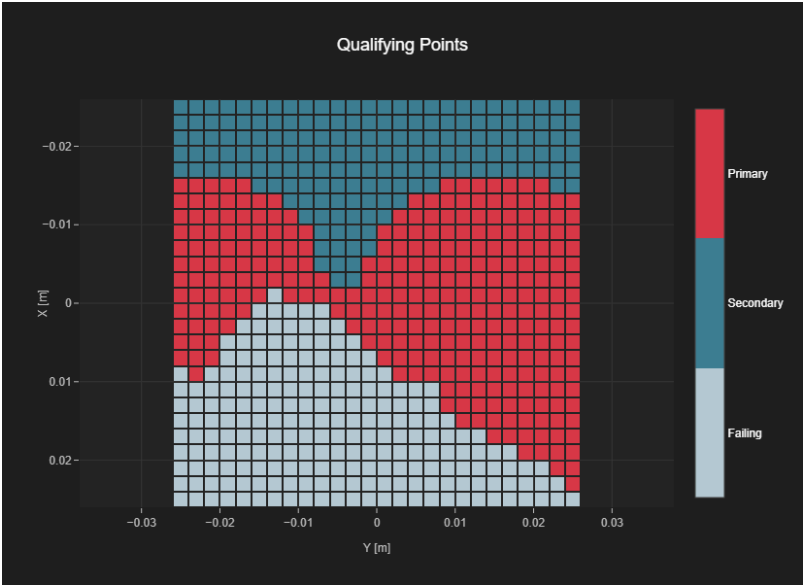 Qualifying Points
−0.02
−0.01
0
0.01
0.02
X [m]
−0.03 −0.02 −0.01 0 0.01 0.02 0.03
Y [m]
Primary
Secondary
Failing